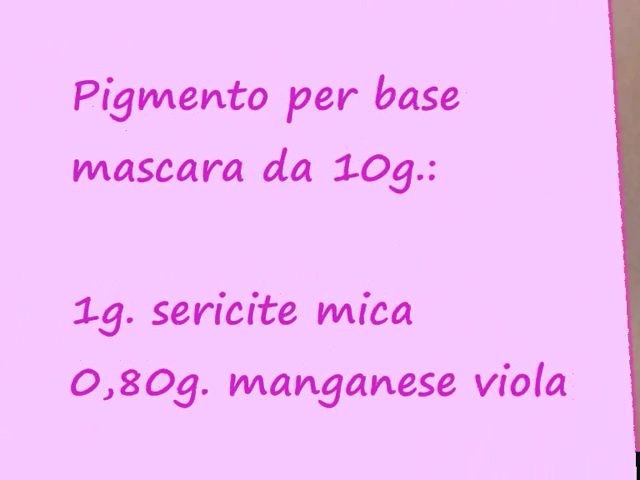 Pigmento per base
mascara da 10g.:
1g. sericite mica
0,80g. manganese viola